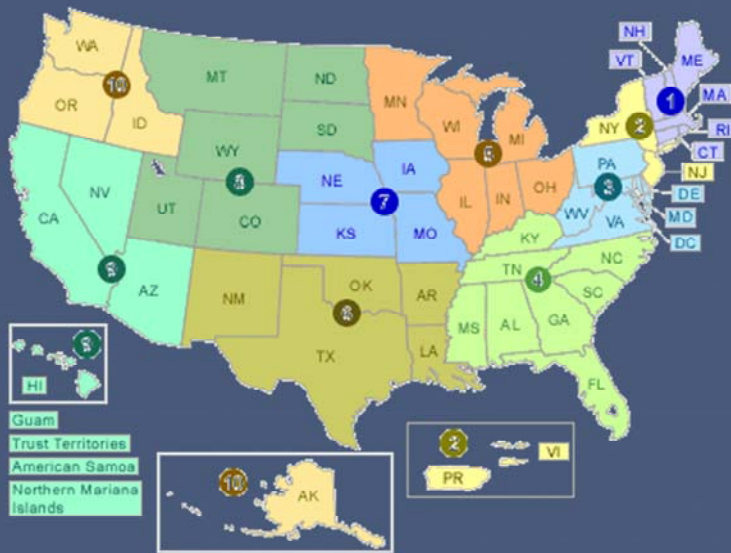 NH
VT
ME
WA
MT
ND
MN
10
1
MA
OR
ID
SD
WI
MI
NY
2
RI
CT
WY
5
PA
NJ
NV
NE
IA
3
DE
CA
UT
8
CO
7
IL
IN
OH
WV
VA
MD
KS
MO
KY
DC
9
AZ
NM
OK
AR
TN
4
NC
SC
6
TX
LA
MS
AL
GA
FL
9
HI
Guam
Trust Territories
American Samoa
Northern Mariana
Islands
10
AK
2
VI
PR